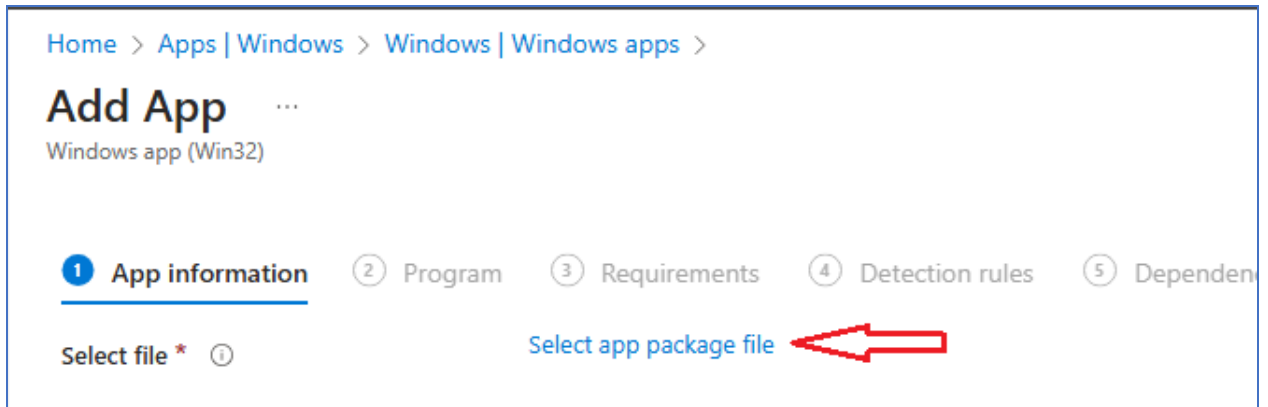 Home > Apps | Windows > Windows | Windows apps >
Add App ...
Windows app (Win32)
1 App information 2 Program 3 Requirements 4 Detection rules 5 Dependen
Select file * Select app package file